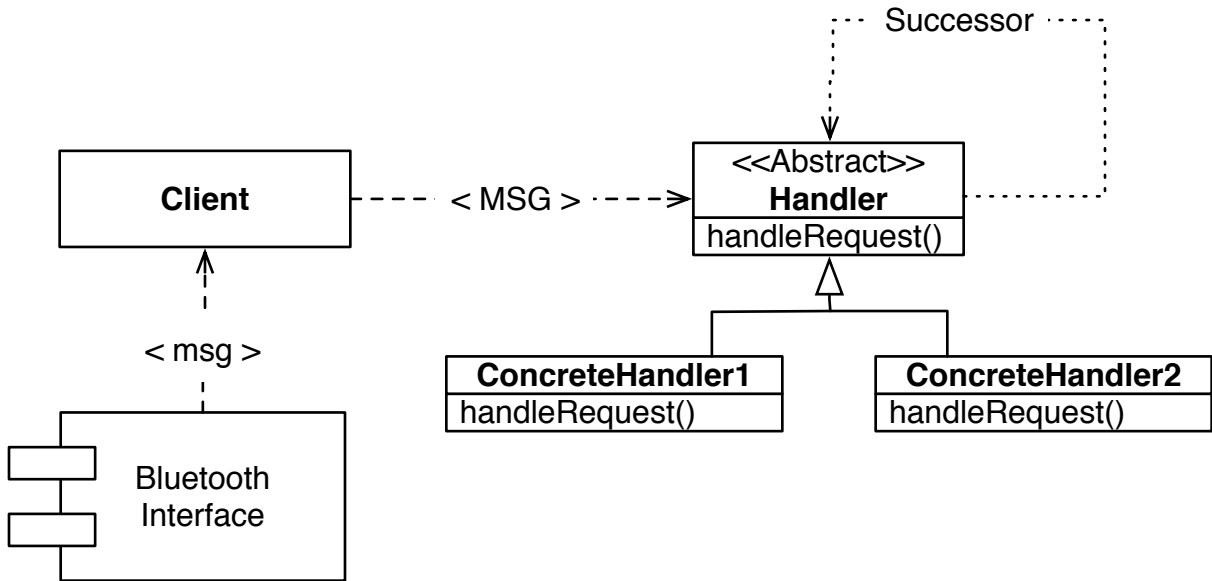 Successor
<<Abstract>>
Client
< MSG >
Handler
handleRequest()
< msg >
ConcreteHandler1
ConcreteHandler2
handleRequest()
handleRequest()
Bluetooth
Interface